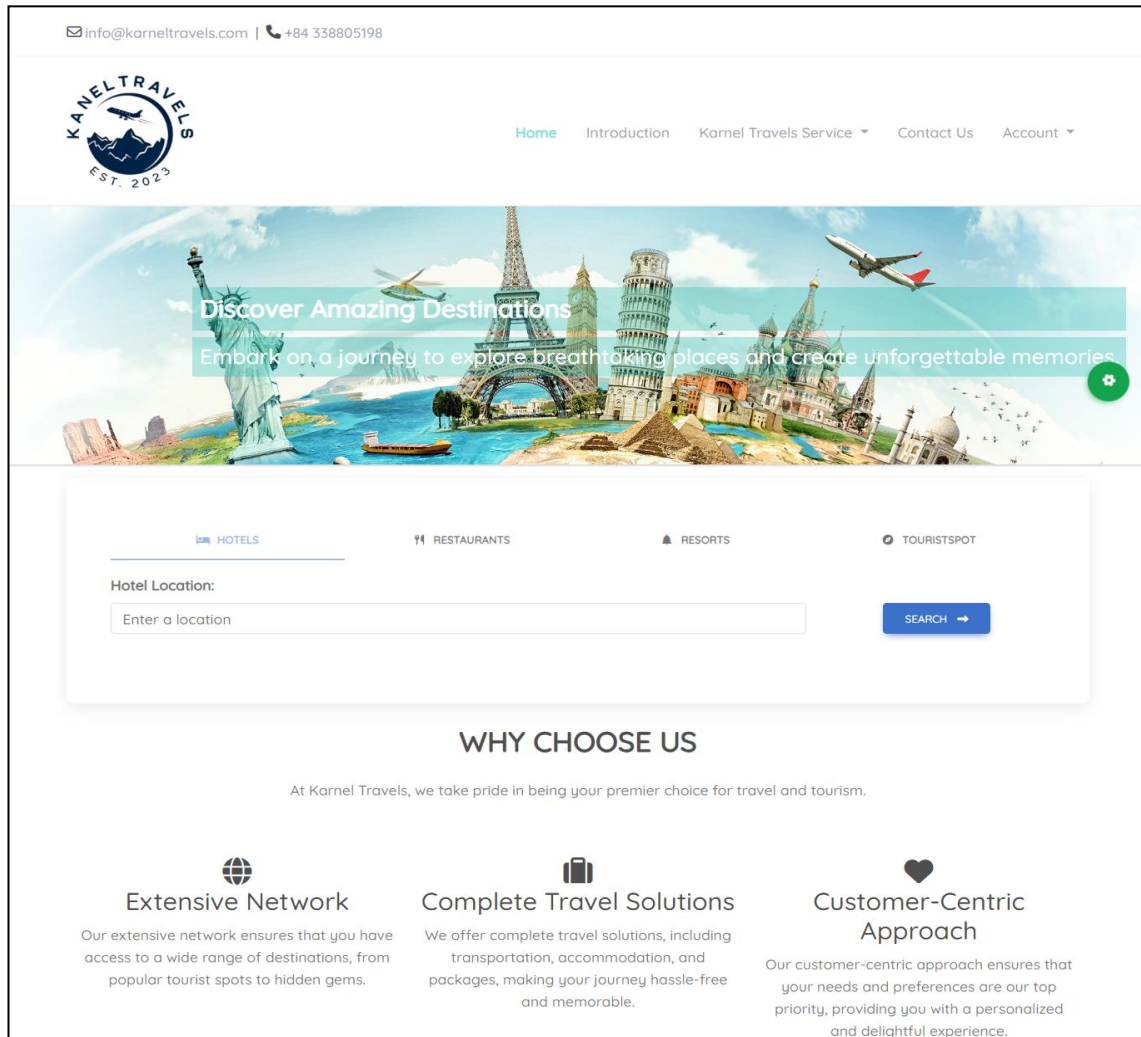 info@karneltravels.com | +84 338805198
KANELTRAVELS
EST. 2023
Home Introduction Karnel Travels Service Contact Us Account
Discover Amazing Destinations
Embark on a journey to explore breathtaking places and create unforgettable memories
HOTELS RESTAURANTS RESORTS TOURISTSPOT
Hotel Location:
Enter a location
SEARCH
WHY CHOOSE US
At Karnel Travels, we take pride in being your premier choice for travel and tourism.
Extensive Network
Our extensive network ensures that you have
access to a wide range of destinations, from
popular tourist spots to hidden gems.
Complete Travel Solutions
We offer complete travel solutions, including
transportation, accommodation, and
packages, making your journey hassle-free
and memorable.
Customer-Centric
Approach
Our customer-centric approach ensures that
your needs and preferences are our top
priority, providing you with a personalized
and delightful experience.